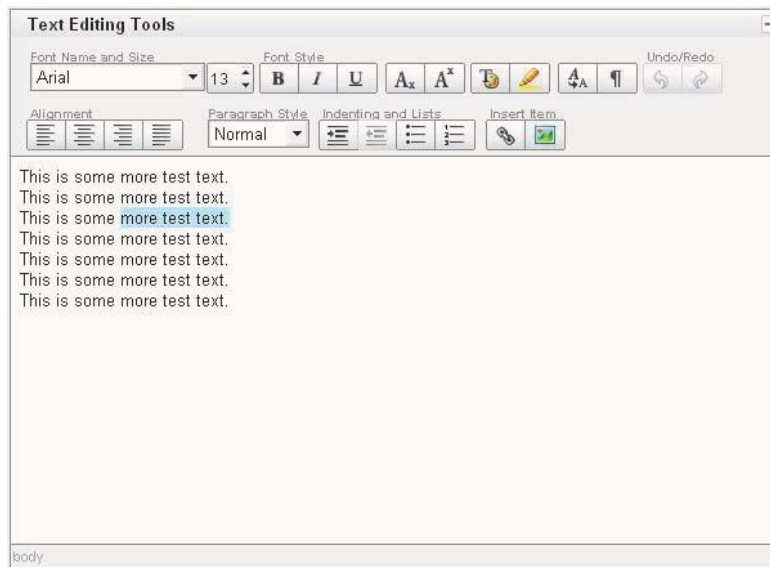 Text Editing Tools
Font Name and Size Font Style Undo/Redo
Arial 13 B I U Ax Aˣ T A A ¶
Alignment Paragraph Style Indenting and Lists Insert Item
Normal
This is some more test text.
This is some more test text.
This is some more test text.
This is some more test text.
This is some more test text.
This is some more test text.
This is some more test text.
body